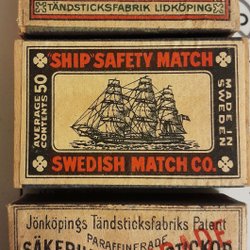 TÄNDSTICKSFABRIK LIDKÖPING
"SHIP" SAFETY MATCH
AVERAGE 50
CONTENTS
MADE IN
SWEDEN
SWEDISH MATCH CO.
Jönköpings Tändsticksfabriks Patent
PARAFFINERADE